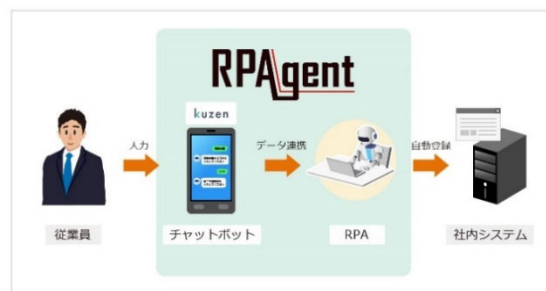 RPAgent
kuzen
入力
データ連携
自動登録
従業員
チャットボット
RPA
社内システム